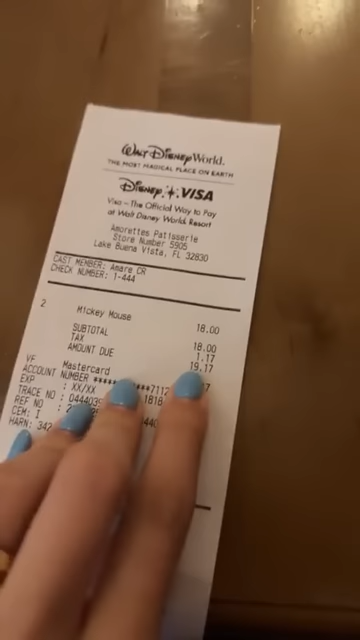 Walt Disney World.
THE MOST MAGICAL PLACE ON EARTH
Disney VISA
Visa - The Official Way to Pay
at Walt Disney World Resort
Amorettes Patisserie
Store Number 5905
Lake Buena Vista, FL 32830
CAST MEMBER: Amare CR
CHECK NUMBER: 1-444
2 Mickey Mouse 18.00
SUBTOTAL 18.00
TAX 1.17
AMOUNT DUE 19.17
VF Mastercard
ACCOUNT NUMBER *****
***7112
EXP : XX/XX 1818
TRACE NO : 044403
REF NO :
CEM: I
HARN: 342